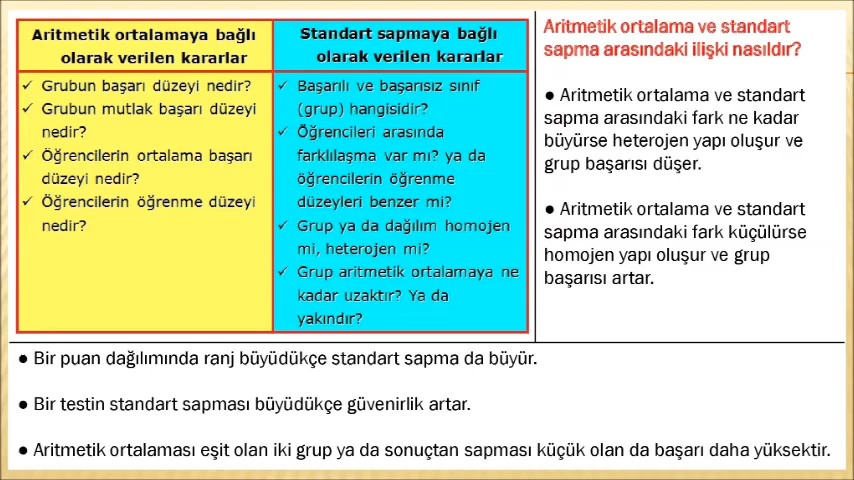 Aritmetik ortalamaya bağlı
olarak verilen kararlar
✓ Grubun başarı düzeyi nedir?
✓ Grubun mutlak başarı düzeyi
nedir?
✓ Öğrencilerin ortalama başarı
düzeyi nedir?
✓ Öğrencilerin öğrenme düzeyi
nedir?
Standart sapmaya bağlı
olarak verilen kararlar
✓ Başarılı ve başarısız sınıf
(grup) hangisidir?
✓ Öğrencileri arasında
farklılaşma var mı? ya da
öğrencilerin öğrenme
düzeyleri benzer mi?
✓ Grup ya da dağılım homojen
mi, heterojen mi?
✓ Grup aritmetik ortalamaya ne
kadar uzaktır? Ya da
yakındır?
Aritmetik ortalama ve standart
sapma arasındaki ilişki nasıldır?
● Aritmetik ortalama ve standart
sapma arasındaki fark ne kadar
büyürse heterojen yapı oluşur ve
grup başarısı düşer.
● Aritmetik ortalama ve standart
sapma arasındaki fark küçülürse
homojen yapı oluşur ve grup
başarısı artar.
● Bir puan dağılımında ranj büyüdükçe standart sapma da büyür.
● Bir testin standart sapması büyüdükçe güvenirlik artar.
● Aritmetik ortalaması eşit olan iki grup ya da sonuçtan sapması küçük olan da başarı daha yüksektir.